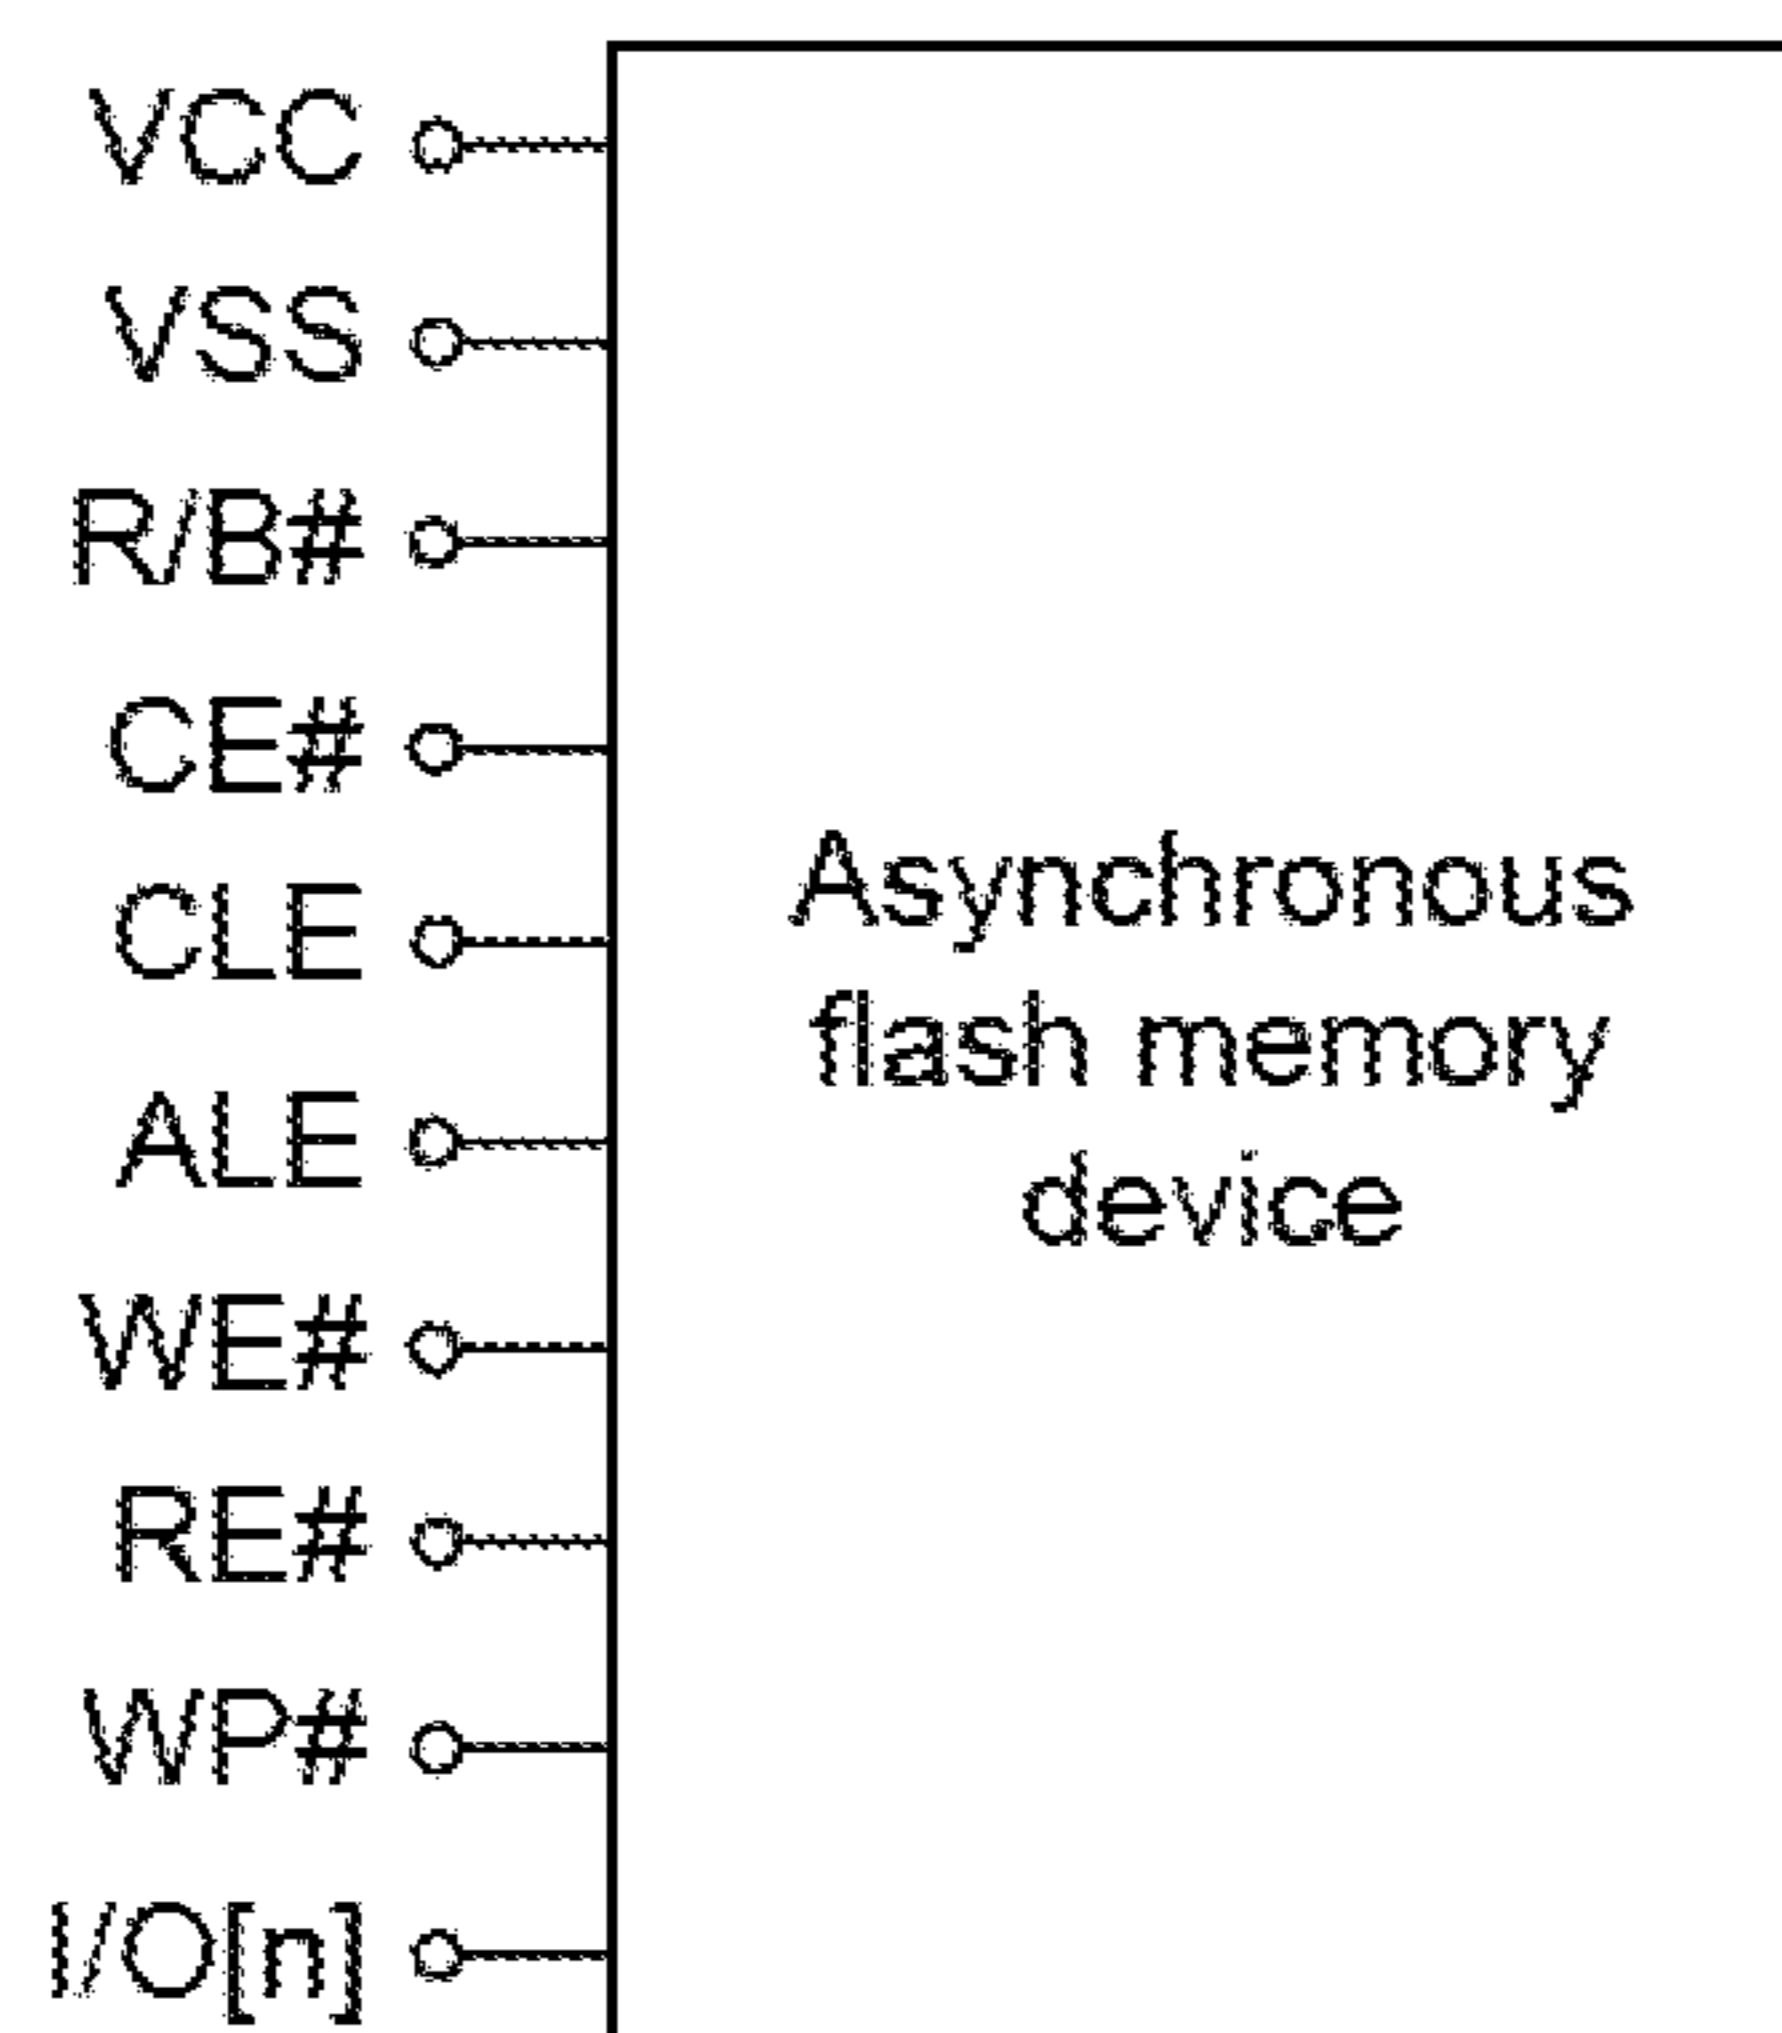 VCC
VSS
R/B#
CE#
CLE
ALE
WE#
RE#
WP#
I/O[n]
Asynchronous
flash memory
device